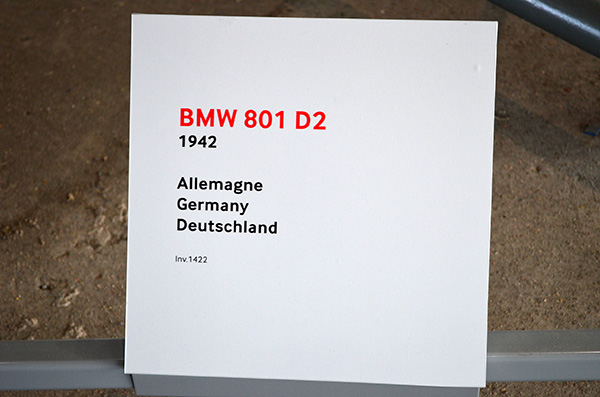 BMW 801 D2
1942
Allemagne
Germany
Deutschland
Inv.1422